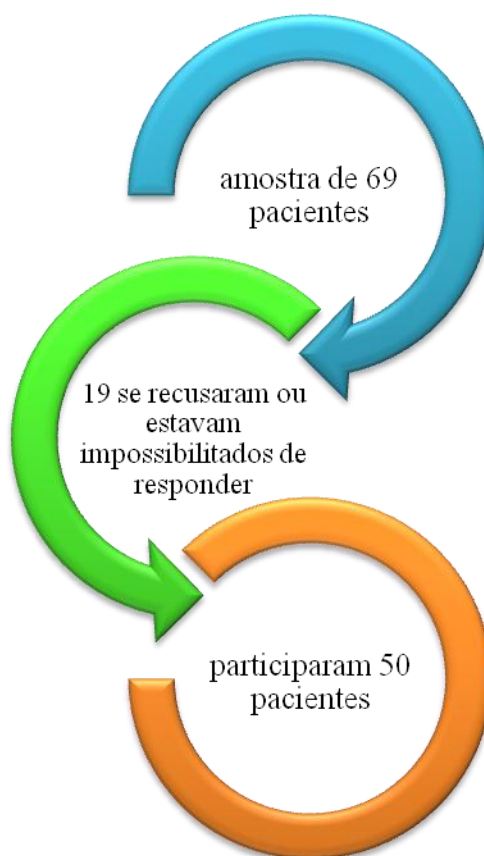 amostra de 69
pacientes
19 se recusaram ou
estavam
impossibilitados de
responder
participaram 50
pacientes